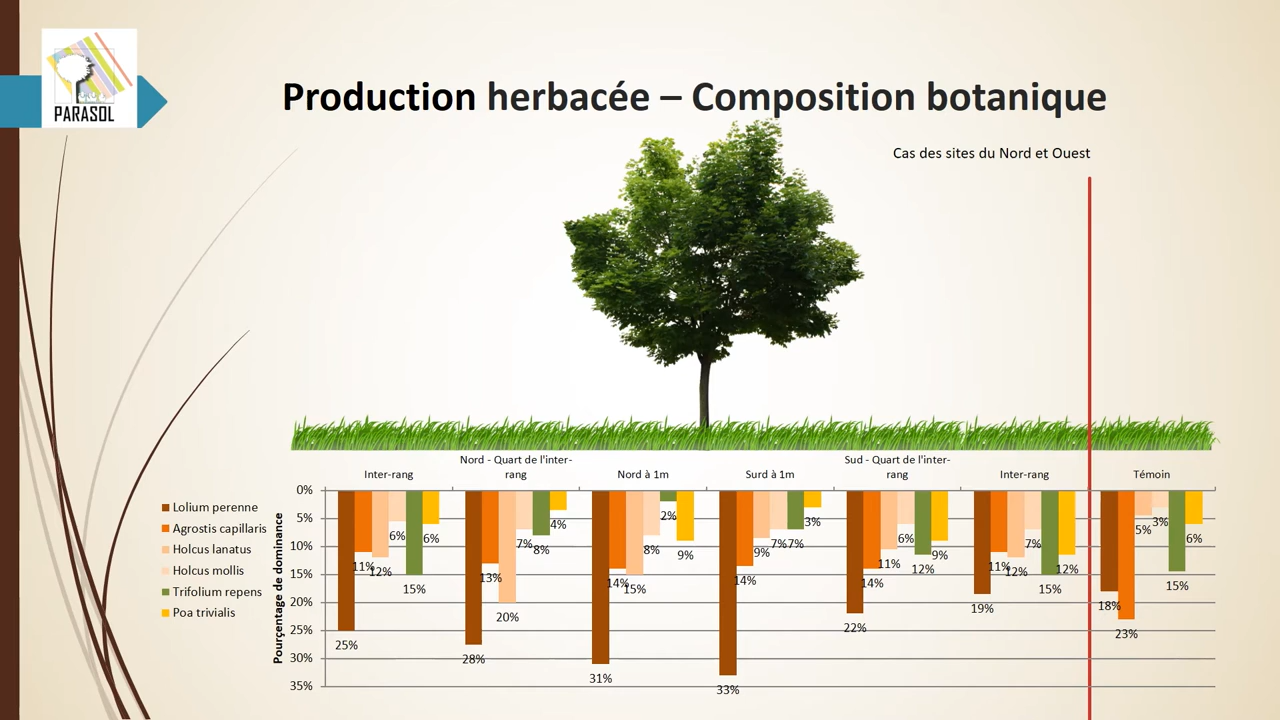 PARASOL
Production herbacée – Composition botanique
Cas des sites du Nord et Ouest
Inter-rang
Nord - Quart de l'inter-
rang
Nord à 1m
Surd à 1m
Sud - Quart de l'inter-
rang
Inter-rang
Témoin
Lolium perenne
Agrostis capillaris
Holcus lanatus
Holcus mollis
Trifolium repens
Poa trivialis
Pourçentage de dominance
0%
5%
10%
15%
20%
25%
30%
35%
25% 11% 12% 6% 15% 6%
28% 13% 20% 7% 8% 4%
31% 14% 15% 8% 2% 9%
33% 14% 9% 7% 7% 3%
22% 14% 11% 6% 12% 9%
19% 11% 12% 7% 15% 12%
18% 23% 5% 3% 15% 6%